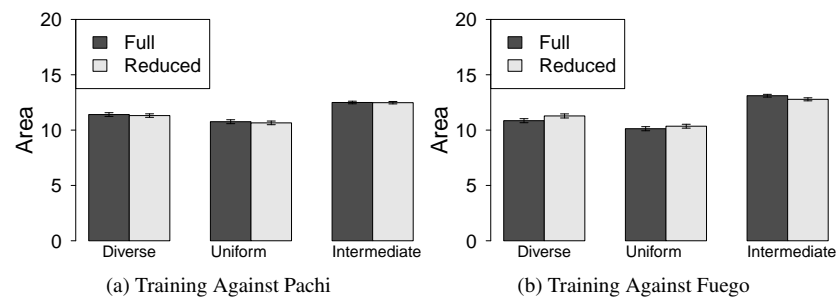 20
15
10
5
0
Area
Full
Reduced
Diverse Uniform Intermediate
(a) Training Against Pachi
20
15
10
5
0
Area
Full
Reduced
Diverse Uniform Intermediate
(b) Training Against Fuego